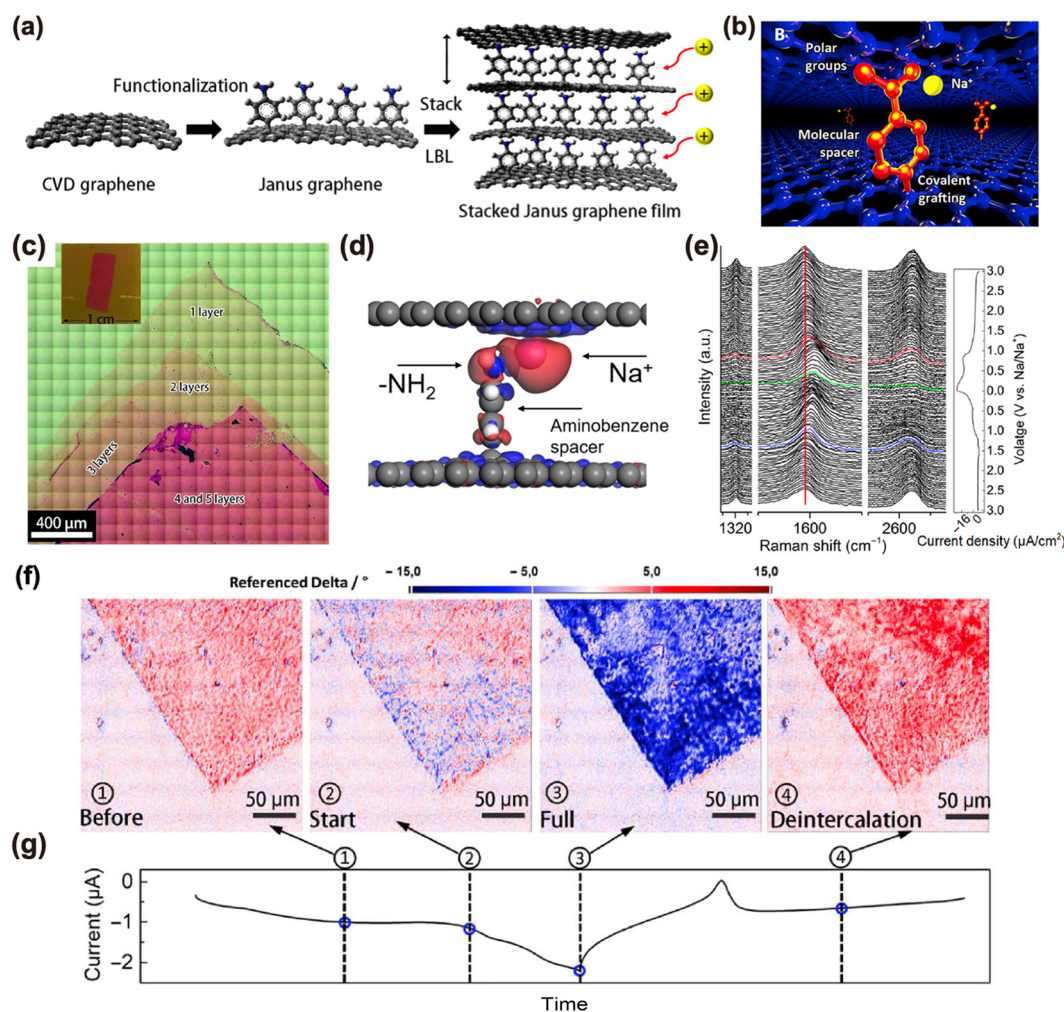 (a)
Functionalization
Stack
LBL
CVD graphene
Janus graphene
Stacked Janus graphene film
+
+
+
(b)
B
Polar
groups
Na⁺
Molecular
spacer
Covalent
grafting
(c)
1 cm
1 layer
2 layers
3 layers
4 and 5 layers
400 μm
(d)
-NH₂
Na⁺
Aminobenzene
spacer
(e)
Intensity (a.u.)
1320
1600
2600
Raman shift (cm⁻¹)
3.0
2.5
2.0
1.5
1.0
0.5
0.0
0.5
1.0
1.5
2.0
2.5
3.0
Volatge (V vs. Na/Na⁺)
-16
0
Current density (μA/cm²)
(f)
Referenced Delta / °
-15,0
-5,0
5,0
15,0
① Before
50 μm
② Start
50 μm
③ Full
50 μm
④ Deintercalation
50 μm
(g)
①
②
③
④
Current (μA)
0
-1
-2
Time